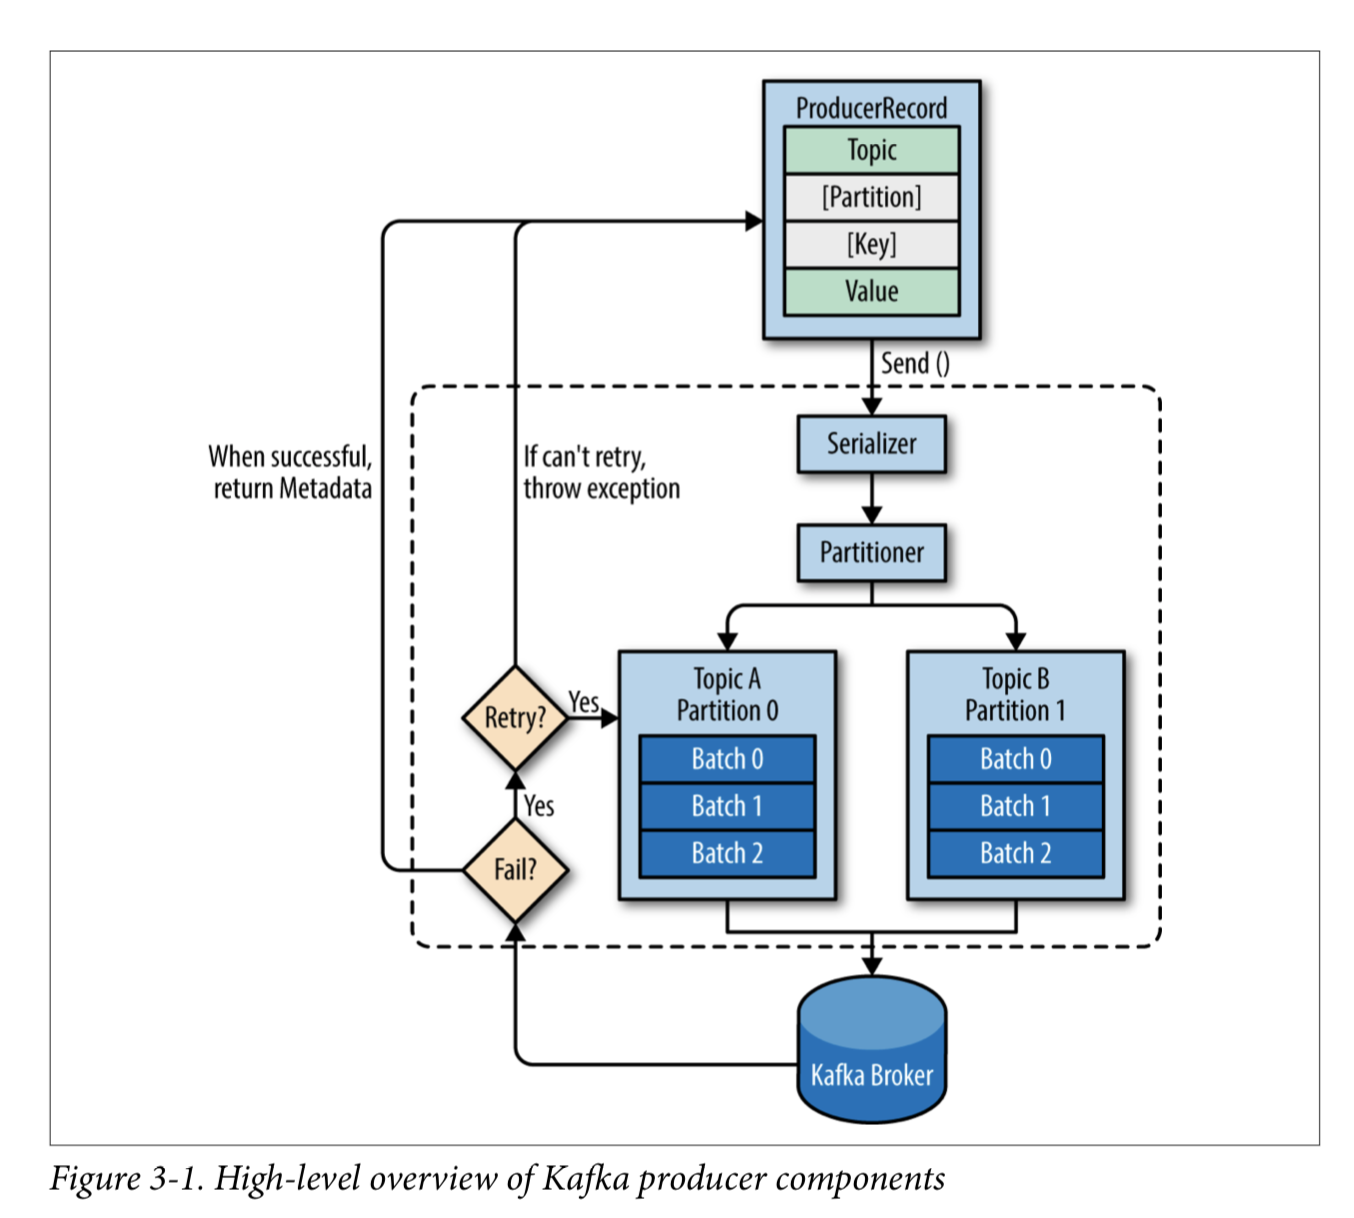 ProducerRecord
Topic
[Partition]
[Key]
Value
Send ()
Serializer
When successful,
return Metadata
If can't retry,
throw exception
Partitioner
Topic A
Partition 0
Batch 0
Batch 1
Batch 2
Topic B
Partition 1
Batch 0
Batch 1
Batch 2
Retry?
Yes
Yes
Fail?
Kafka Broker
Figure 3-1. High-level overview of Kafka producer components